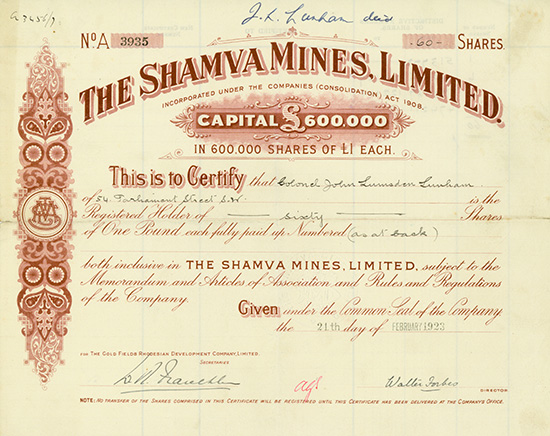 J. L. Lunham decd
No. A 3935 .60- SHARES.
THE SHAMVA MINES, LIMITED.
INCORPORATED UNDER THE COMPANIES (CONSOLIDATION) ACT 1908.
CAPITAL £600,000
IN 600,000 SHARES OF £1 EACH.
This is to Certify that Colonel John Lumsden Lunham
of 54. Parliament Street S.W. is the
Registered Holder of sixty Shares
of One Pound each fully paid up Numbered (as at back)
both inclusive in THE SHAMVA MINES, LIMITED, subject to the
Memorandum and Articles of Association and Rules and Regulations
of the Company.
Given under the Common Seal of the Company
the 21th day of FEBRUARY 1923
FOR THE GOLD FIELDS RHODESIAN DEVELOPMENT COMPANY, LIMITED.
SECRETARIES
Walter Forbes
DIRECTOR
NOTE: NO TRANSFER OF THE SHARES COMPRISED IN THIS CERTIFICATE WILL BE REGISTERED UNTIL THIS CERTIFICATE HAS BEEN DELIVERED AT THE COMPANY'S OFFICE.